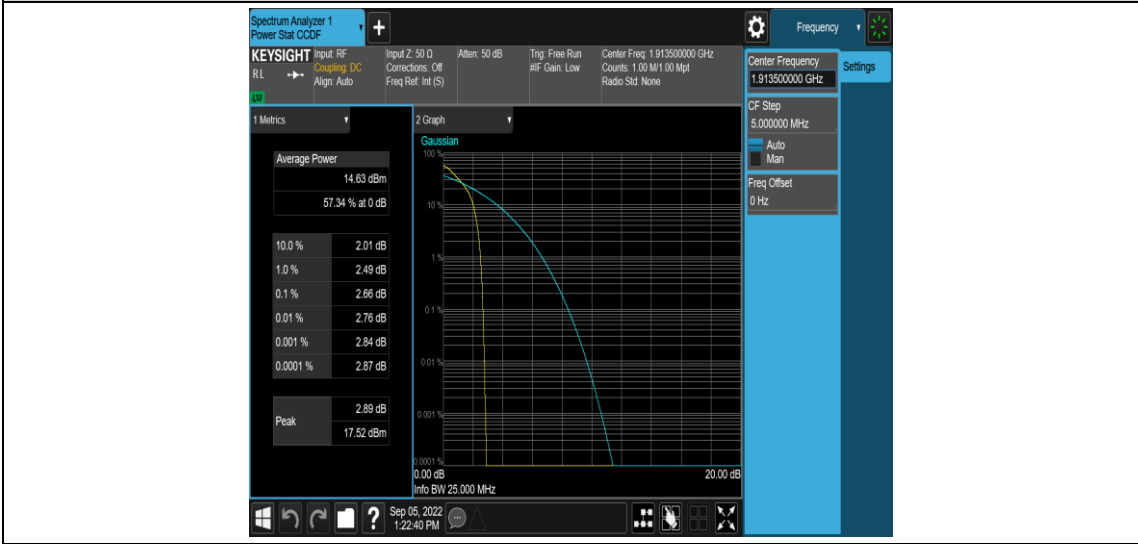 Spectrum Analyzer 1
Power Stat CCDF
+
Frequency
KEYSIGHT
R L
LW
Input: RF
Coupling: DC
Align: Auto
Input Z: 50 Ω
Corrections: Off
Freq Ref: Int (S)
Atten: 50 dB
Trig: Free Run
#IF Gain: Low
Center Freq: 1.913500000 GHz
Counts: 1.00 M/1.00 Mpt
Radio Std: None
Center Frequency
1.913500000 GHz
Settings
CF Step
5.000000 MHz
Auto
Man
Freq Offset
0 Hz
1 Metrics
Average Power
14.63 dBm
57.34 % at 0 dB
10.0 % 2.01 dB
1.0 % 2.49 dB
0.1 % 2.66 dB
0.01 % 2.76 dB
0.001 % 2.84 dB
0.0001 % 2.87 dB
Peak
2.89 dB
17.52 dBm
2 Graph
Gaussian
100 %
10 %
1 %
0.1 %
0.01 %
0.001 %
0.0001 %
0.00 dB
20.00 dB
Info BW 25.000 MHz
?
Sep 05, 2022
1:22:40 PM